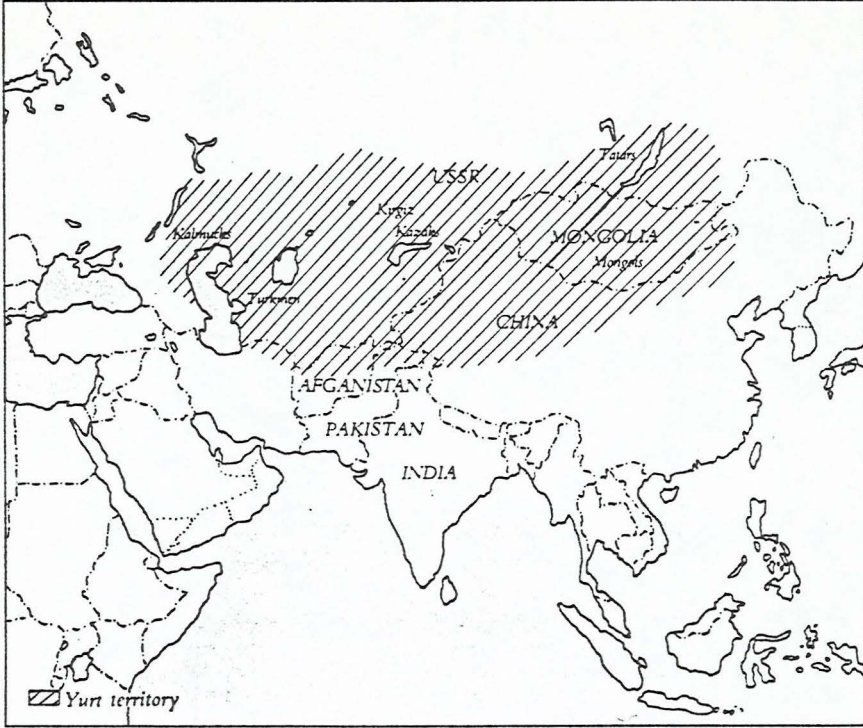 Tatars
USSR
Kirgiz
Kazaks
Kalmucks
MONGOLIA
Mongols
Turkmen
CHINA
AFGANISTAN
PAKISTAN
INDIA
Yurt territory